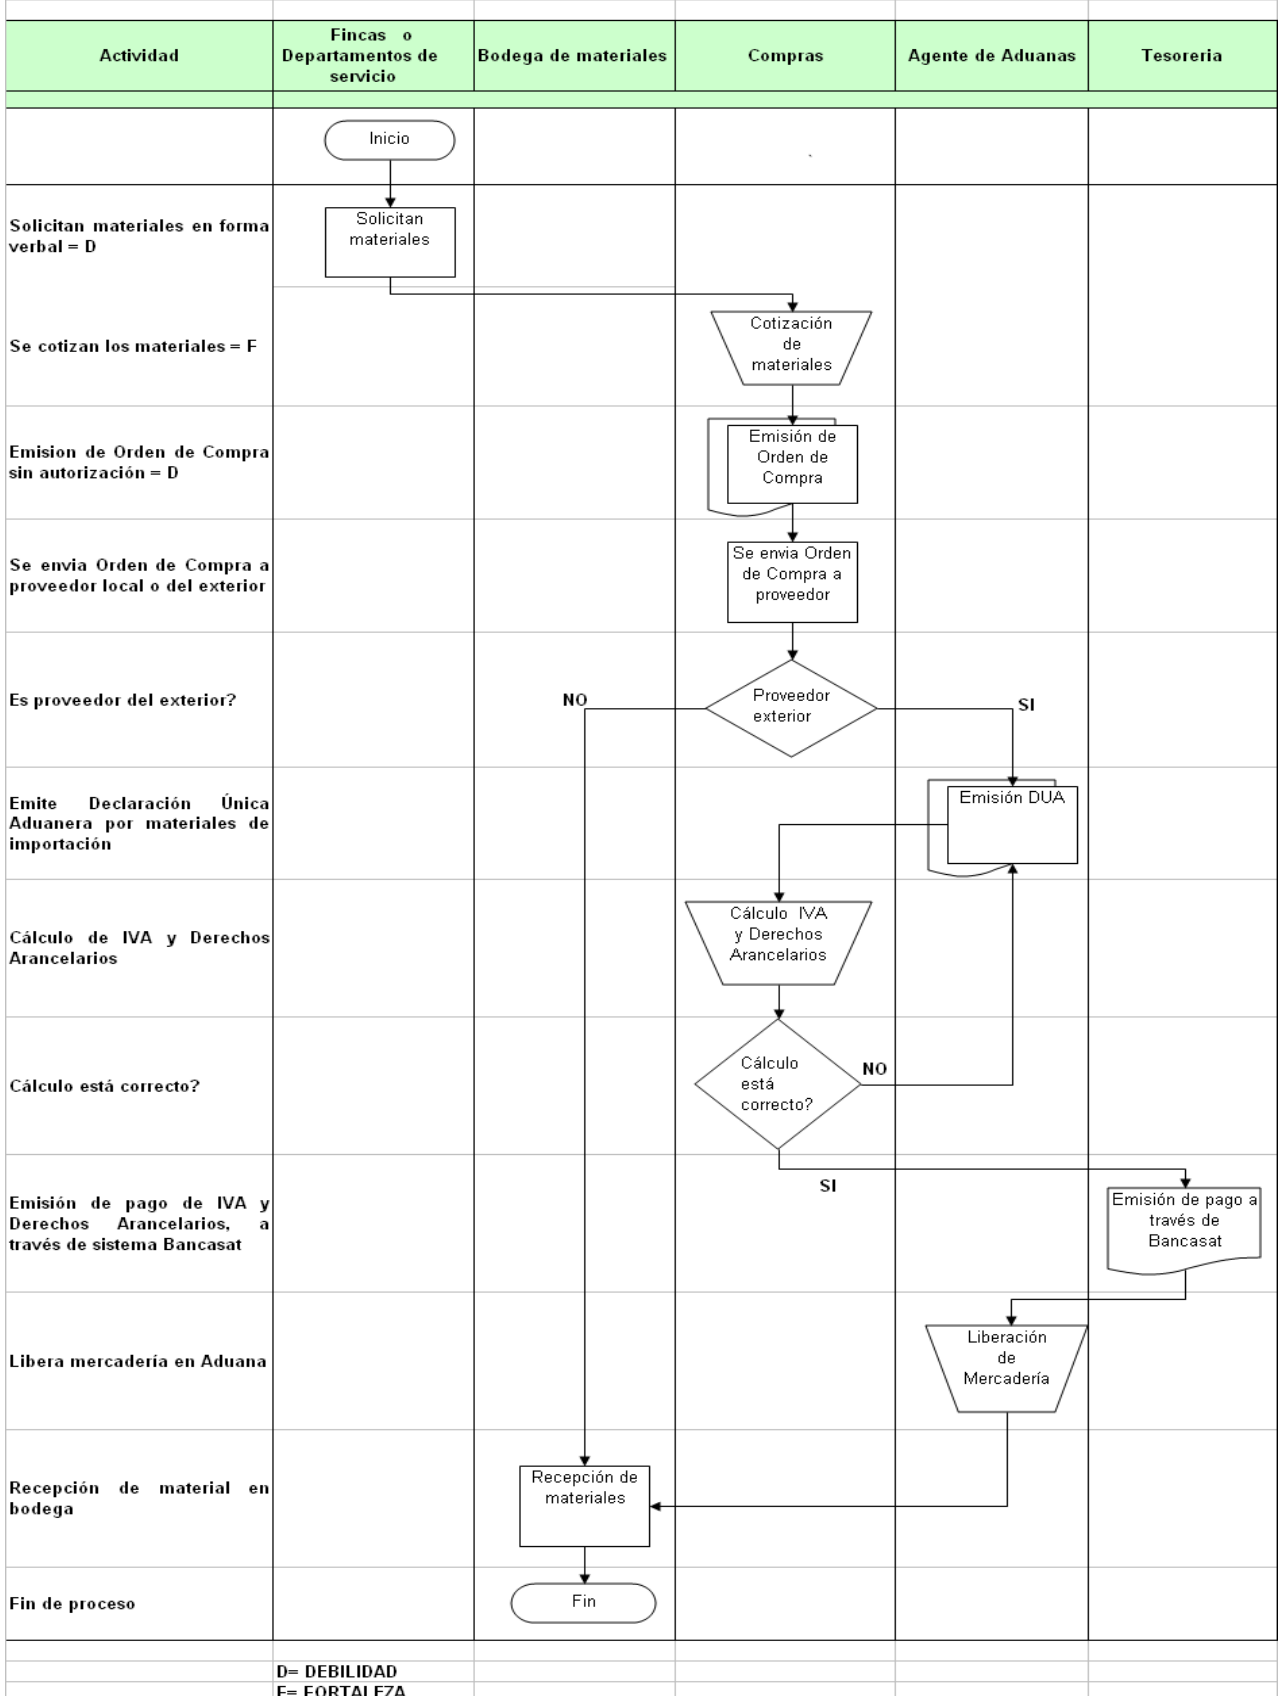 Actividad
Fincas o
Departamentos de
servicio
Bodega de materiales
Compras
Agente de Aduanas
Tesoreria
Inicio
Solicitan materiales en forma
verbal = D
Solicitan
materiales
Se cotizan los materiales = F
Cotización
de
materiales
Emision de Orden de Compra
sin autorización = D
Emisión de
Orden de
Compra
Se envia Orden de Compra a
proveedor local o del exterior
Se envia Orden
de Compra a
proveedor
Es proveedor del exterior?
NO
Proveedor
exterior
SI
Emite Declaración Única
Aduanera por materiales de
importación
Emisión DUA
Cálculo de IVA y Derechos
Arancelarios
Cálculo IVA
y Derechos
Arancelarios
Cálculo está correcto?
Cálculo
está
correcto?
NO
SI
Emisión de pago de IVA y
Derechos Arancelarios, a
través de sistema Bancasat
Emisión de pago a
través de
Bancasat
Libera mercadería en Aduana
Liberación
de
Mercadería
Recepción de material en
bodega
Recepción de
materiales
Fin de proceso
Fin
D= DEBILIDAD
F= FORTALEZA